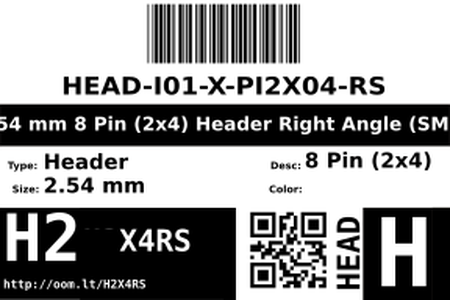 HEAD-I01-X-PI2X04-RS
54 mm 8 Pin (2x4) Header Right Angle (SM
Type: Header
Desc: 8 Pin (2x4)
Size: 2.54 mm
Color:
H2
X4RS
HEAD
H
http://oom.lt/H2X4RS